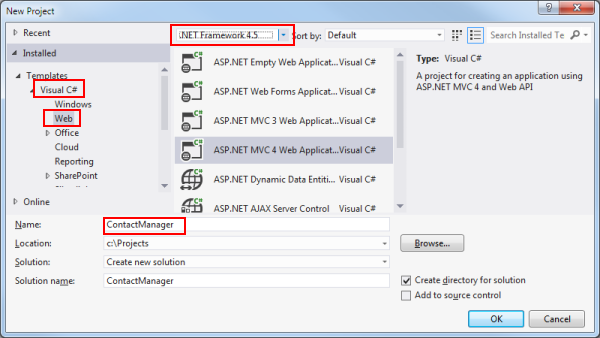 New Project
Recent
.NET Framework 4.5
Sort by:
Default
Search Installed Te
Installed
Templates
Visual C#
Windows
Web
Office
Cloud
Reporting
SharePoint
Online
ASP.NET Empty Web Applicat...Visual C#
ASP.NET Web Forms Applicat...Visual C#
ASP.NET MVC 3 Web Applicat...Visual C#
ASP.NET MVC 4 Web Applicat...Visual C#
ASP.NET Dynamic Data Entiti...Visual C#
ASP.NET AJAX Server Control Visual C#
Type: Visual C#
A project for creating an application using
ASP.NET MVC 4 and Web API
Name: ContactManager
Location: c:\Projects
Browse...
Solution: Create new solution
Solution name: ContactManager
Create directory for solution
Add to source control
OK
Cancel